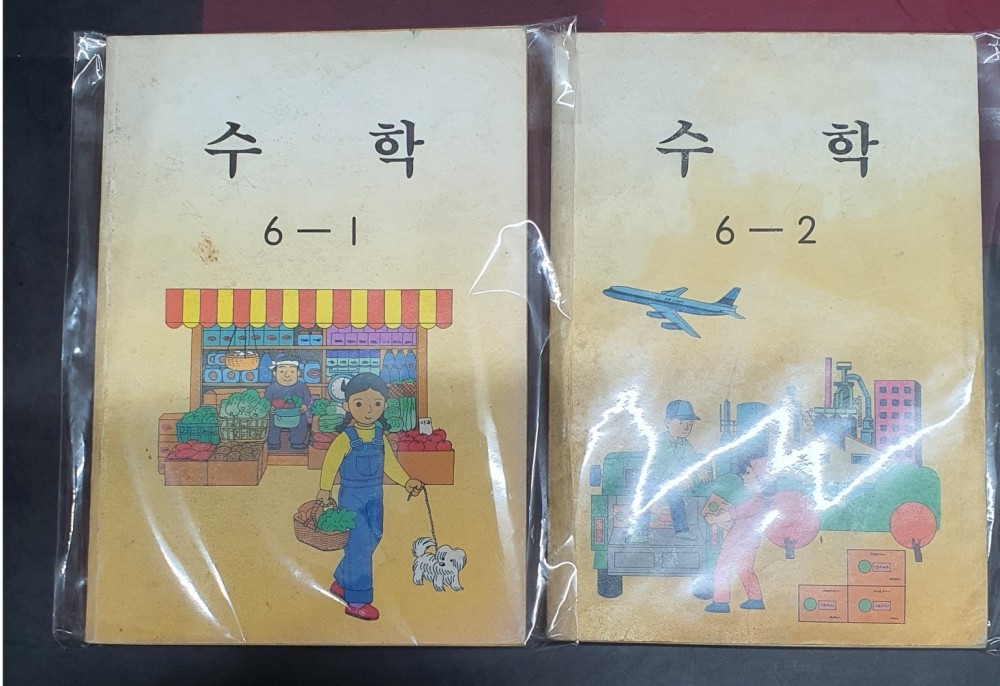 수 학
6 — 1
수 학
6 — 2